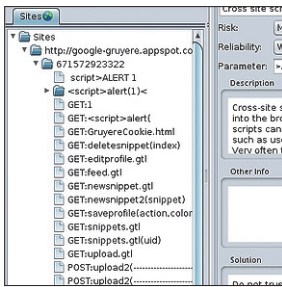 Sites
Sites
http://google-gruyere.appspot.co
671572923322
script>ALERT 1
<script>alert(1)<
GET:1
GET:<script>alert(
GET:GruyereCookie.html
GET:deletesnippet(index)
GET:editprofile.gtl
GET:feed.gtl
GET:newsnippet.gtl
GET:newsnippet2(snippet)
GET:saveprofile(action,color
GET:snippets.gtl
GET:snippets.gtl(uid)
GET:upload.gtl
POST:upload2(--------------
POST:upload2(--------------
Cross site scr
Risk:
Reliability:
Parameter:
Description
Cross-site s
into the bro
scripts can
such as use
Very often t
Other Info
Solution
Do not trus